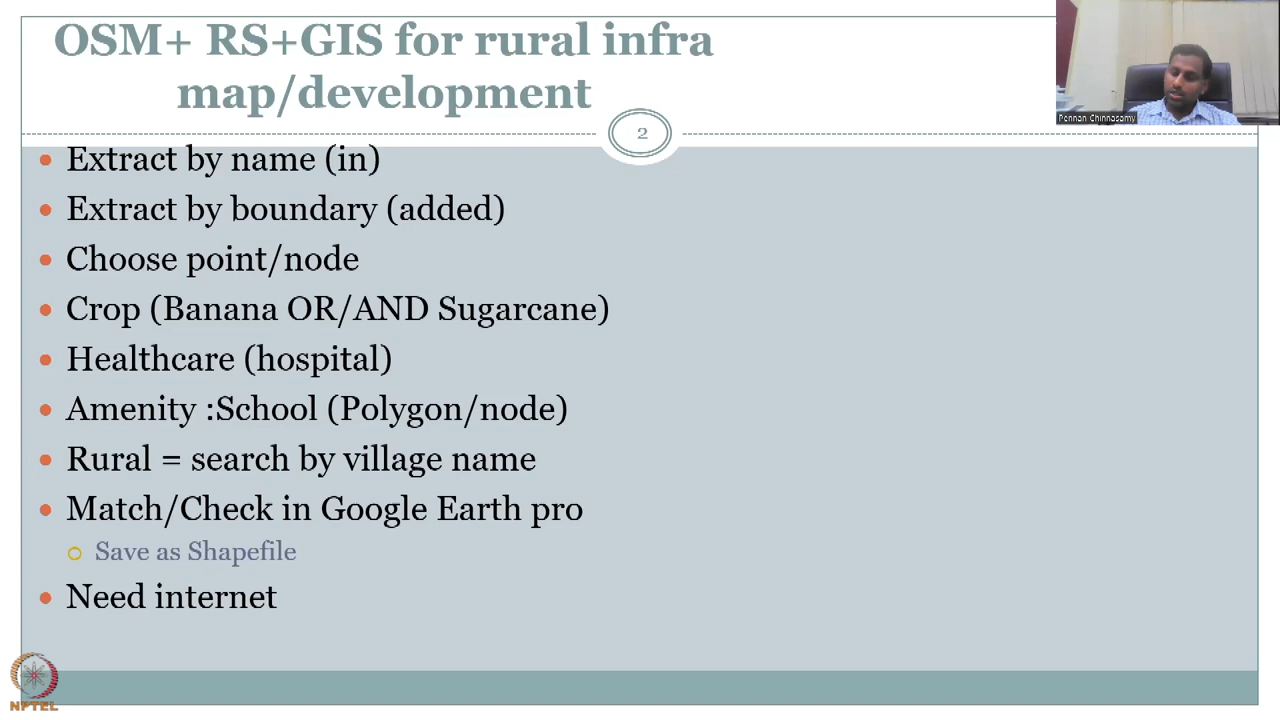 OSM+ RS+GIS for rural infra
map/development
Pennan Chinnasamy
2
Extract by name (in)
Extract by boundary (added)
Choose point/node
Crop (Banana OR/AND Sugarcane)
Healthcare (hospital)
Amenity :School (Polygon/node)
Rural = search by village name
Match/Check in Google Earth pro
Save as Shapefile
Need internet
NPTEL